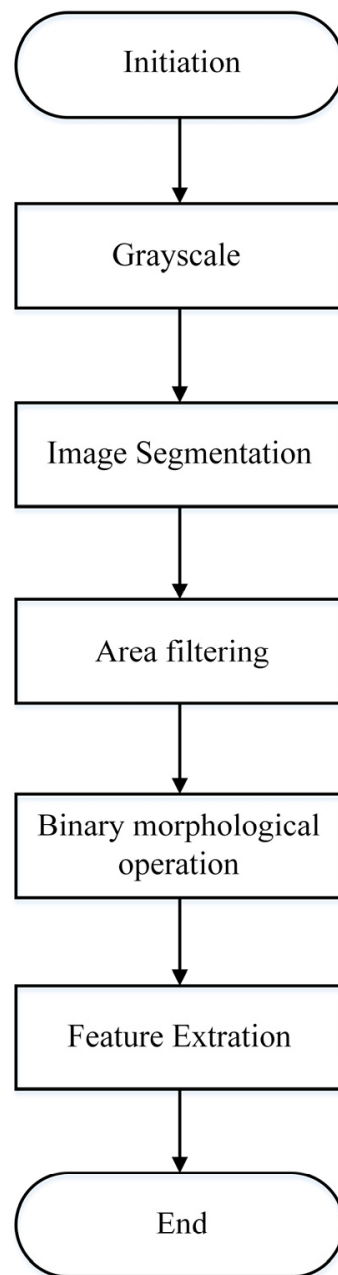 Initiation
Grayscale
Image Segmentation
Area filtering
Binary morphological
operation
Feature Extration
End